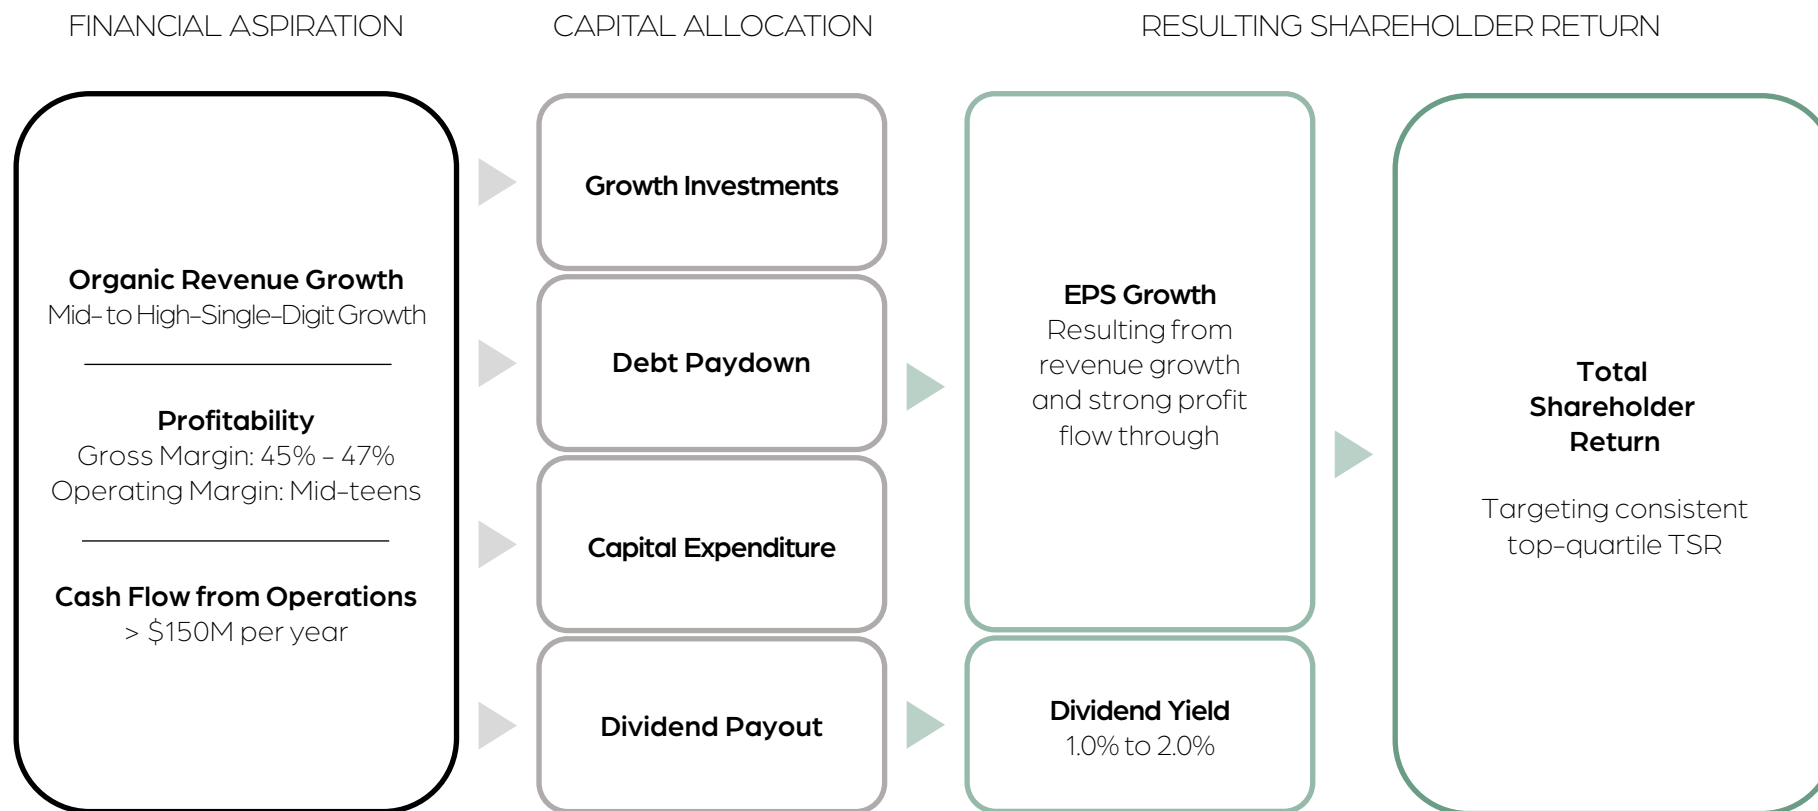 FINANCIAL ASPIRATION
CAPITAL ALLOCATION
RESULTING SHAREHOLDER RETURN
Organic Revenue Growth
Mid- to High-Single-Digit Growth
Profitability
Gross Margin: 45% - 47%
Operating Margin: Mid-teens
Cash Flow from Operations
> $150M per year
Growth Investments
Debt Paydown
Capital Expenditure
Dividend Payout
EPS Growth
Resulting from
revenue growth
and strong profit
flow through
Dividend Yield
1.0% to 2.0%
Total
Shareholder
Return
Targeting consistent
top-quartile TSR